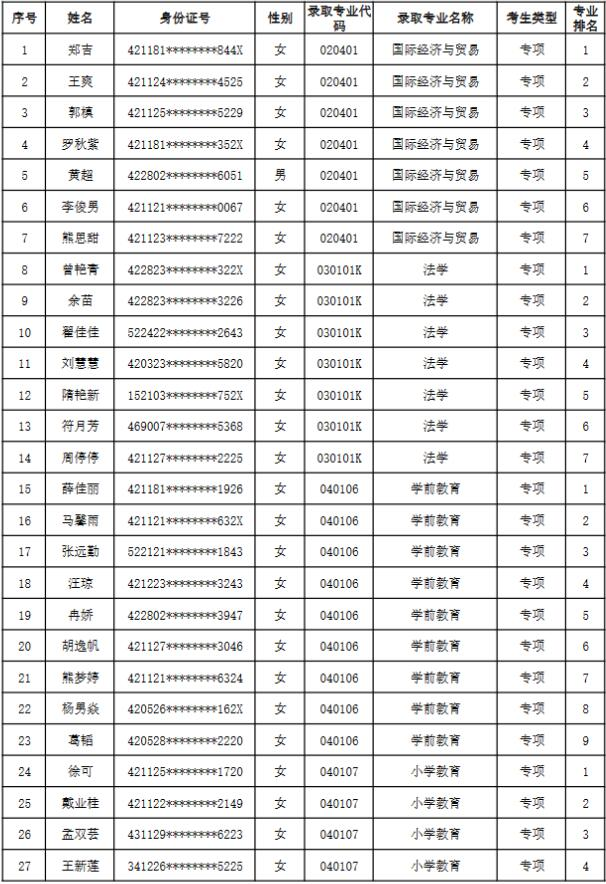 序号 姓名 身份证号 性别 录取专业代码 录取专业名称 考生类型 专业排名
1 郑吉 421181********844X 女 020401 国际经济与贸易 专项 1
2 王爽 421124********4525 女 020401 国际经济与贸易 专项 2
3 郭槙 421125********5229 女 020401 国际经济与贸易 专项 3
4 罗秋紫 421181********352X 女 020401 国际经济与贸易 专项 4
5 黄超 422802********6051 男 020401 国际经济与贸易 专项 5
6 李俊男 421121********0067 女 020401 国际经济与贸易 专项 6
7 熊思甜 421123********7222 女 020401 国际经济与贸易 专项 7
8 曾艳青 422823********322X 女 030101K 法学 专项 1
9 余苗 422823********3226 女 030101K 法学 专项 2
10 翟佳佳 522422********2643 女 030101K 法学 专项 3
11 刘慧慧 420323********5820 女 030101K 法学 专项 4
12 隋艳新 152103********752X 女 030101K 法学 专项 5
13 符月芳 469007********5368 女 030101K 法学 专项 6
14 周停停 421127********2225 女 030101K 法学 专项 7
15 薛佳丽 421181********1926 女 040106 学前教育 专项 1
16 马馨雨 421121********632X 女 040106 学前教育 专项 2
17 张远勤 522121********1843 女 040106 学前教育 专项 3
18 汪琼 421223********3243 女 040106 学前教育 专项 4
19 冉娇 422802********3947 女 040106 学前教育 专项 5
20 胡逸帆 421127********3046 女 040106 学前教育 专项 6
21 熊梦婷 421121********6324 女 040106 学前教育 专项 7
22 杨男焱 420526********162X 女 040106 学前教育 专项 8
23 葛韬 420528********2220 女 040106 学前教育 专项 9
24 徐可 421125********1720 女 040107 小学教育 专项 1
25 戴业桂 421122********2149 女 040107 小学教育 专项 2
26 孟双芸 431129********6223 女 040107 小学教育 专项 3
27 王新莲 341226********5225 女 040107 小学教育 专项 4